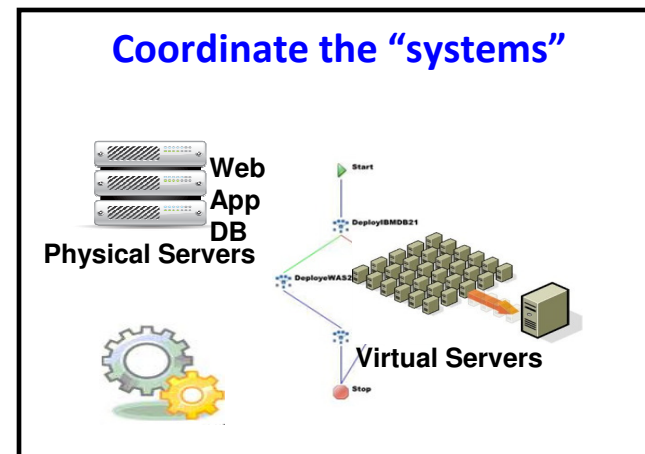 Coordinate the “systems”
Web
App
DB
Physical Servers
Start
DeployIBMDB21
DeployeWAS2
Virtual Servers
Stop